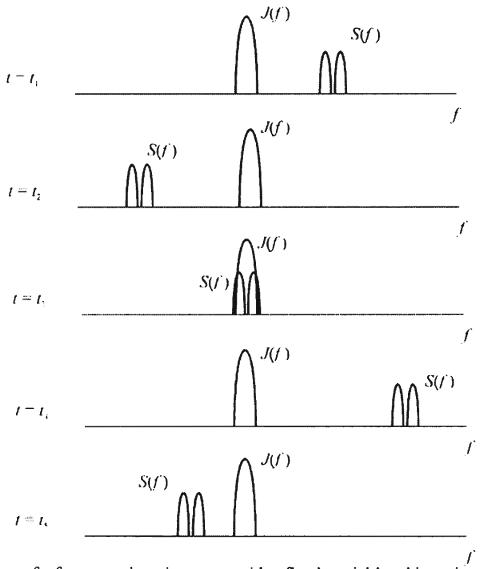 J(f)
S(f)
t = t₁
f
J(f)
S(f)
t = t₂
f
J(f)
S(f)
t = t
f
J(f)
S(f)
t = t
f
J(f)
S(f)
t = t
f